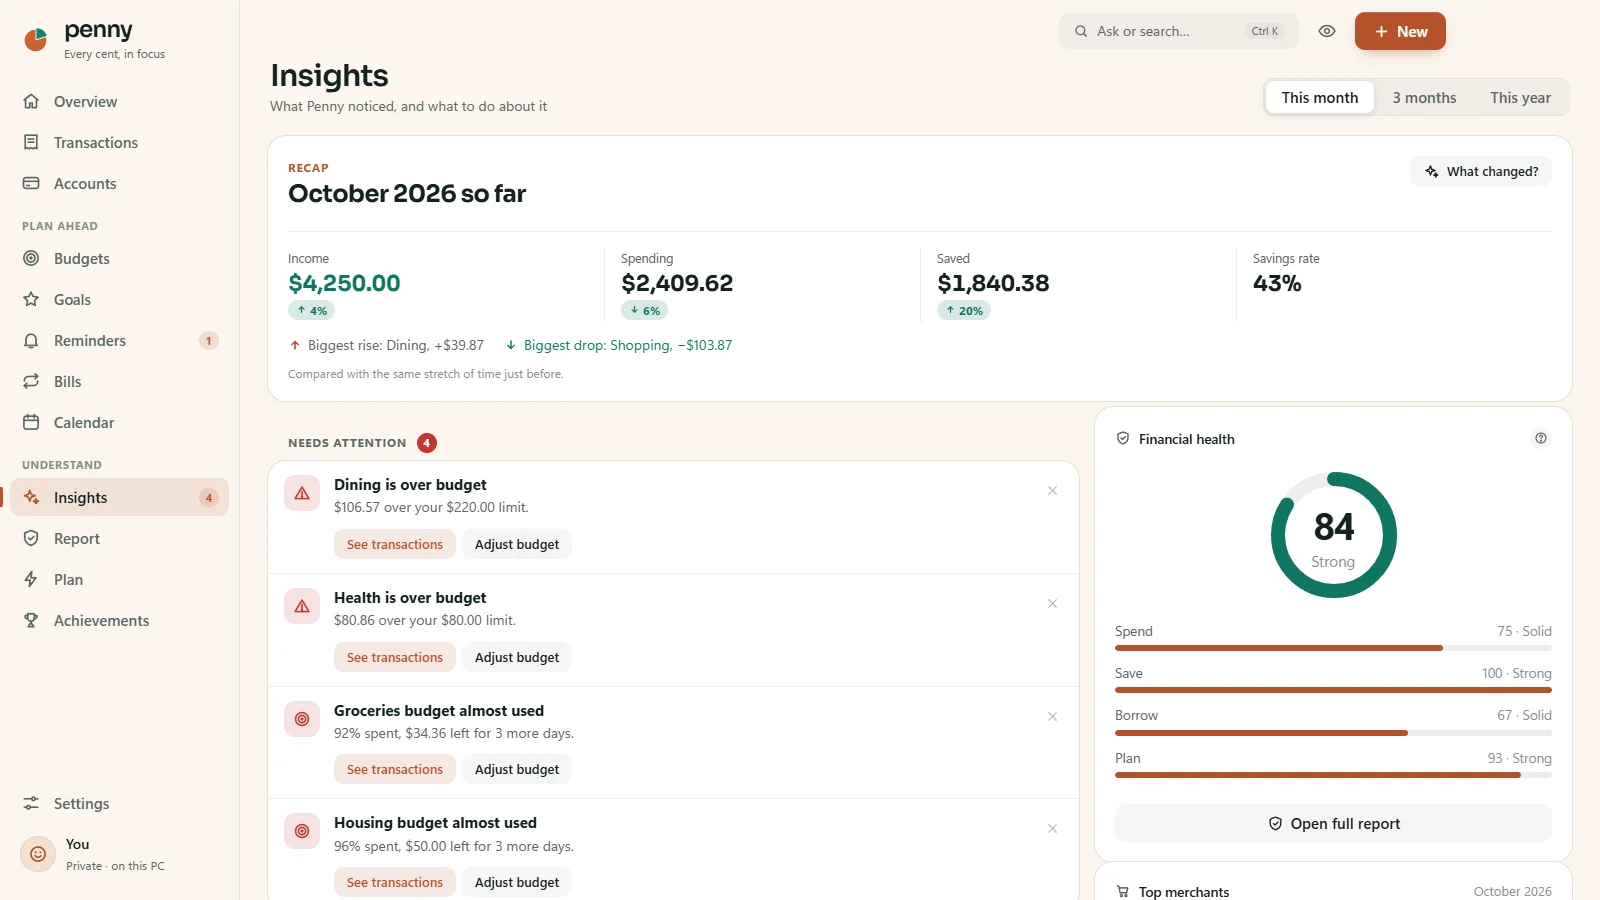 penny
Every cent, in focus
Overview
Transactions
Accounts
PLAN AHEAD
Budgets
Goals
Reminders 1
Bills
Calendar
UNDERSTAND
Insights 4
Report
Plan
Achievements
Settings
You
Private · on this PC
Ask or search... Ctrl K
New
Insights
What Penny noticed, and what to do about it
This month 3 months This year
RECAP
October 2026 so far
What changed?
Income
$4,250.00
↑ 4%
Spending
$2,409.62
↓ 6%
Saved
$1,840.38
↑ 20%
Savings rate
43%
↑ Biggest rise: Dining, +$39.87 ↓ Biggest drop: Shopping, −$103.87
Compared with the same stretch of time just before.
NEEDS ATTENTION 4
Dining is over budget
$106.57 over your $220.00 limit.
See transactions Adjust budget
Health is over budget
$80.86 over your $80.00 limit.
See transactions Adjust budget
Groceries budget almost used
92% spent, $34.36 left for 3 more days.
See transactions Adjust budget
Housing budget almost used
96% spent, $50.00 left for 3 more days.
See transactions Adjust budget
Financial health
84
Strong
Spend 75 · Solid
Save 100 · Strong
Borrow 67 · Solid
Plan 93 · Strong
Open full report
Top merchants October 2026